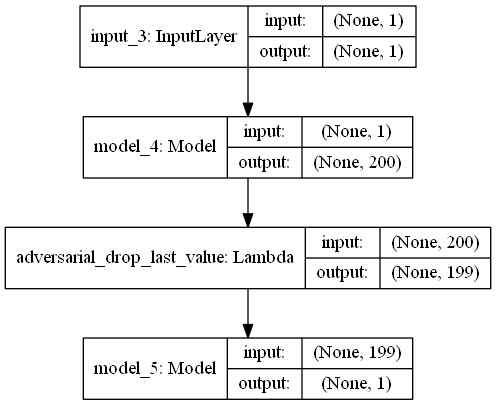 input_3: InputLayer
input: (None, 1)
output: (None, 1)
model_4: Model
input: (None, 1)
output: (None, 200)
adversarial_drop_last_value: Lambda
input: (None, 200)
output: (None, 199)
model_5: Model
input: (None, 199)
output: (None, 1)